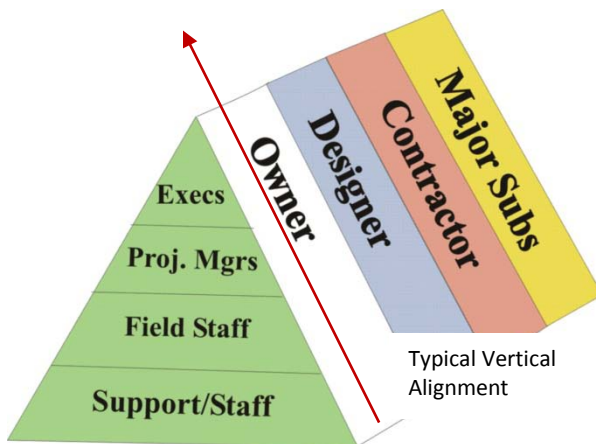 Execs
Proj. Mgrs
Field Staff
Support/Staff
Owner
Designer
Contractor
Major Subs
Typical Vertical
Alignment